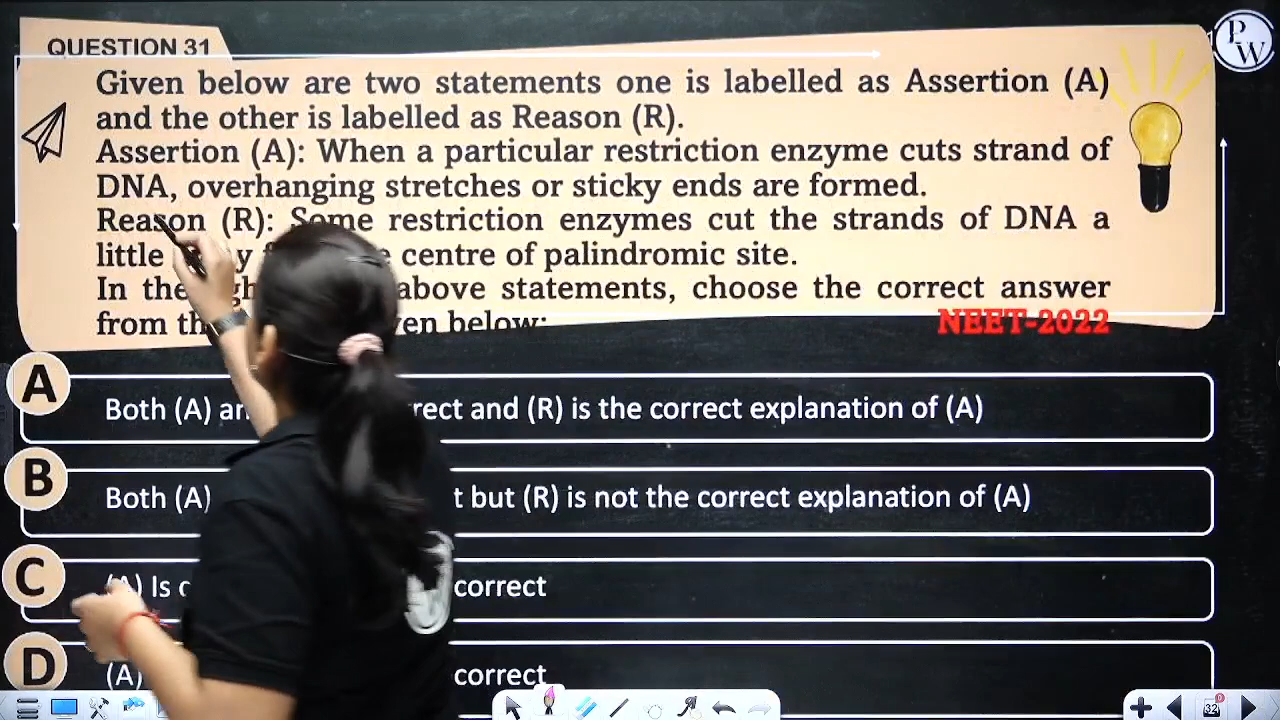 QUESTION 31
P
W
Given below are two statements one is labelled as Assertion (A)
and the other is labelled as Reason (R).
Assertion (A): When a particular restriction enzyme cuts strand of
DNA, overhanging stretches or sticky ends are formed.
Reason (R): Some restriction enzymes cut the strands of DNA a
little centre of palindromic site.
In the above statements, choose the correct answer
from below:
NEET-2022
A
Both (A) and (R) is the correct explanation of (A)
B
Both (A) but (R) is not the correct explanation of (A)
C
(A) Is correct
D
(A) correct
32